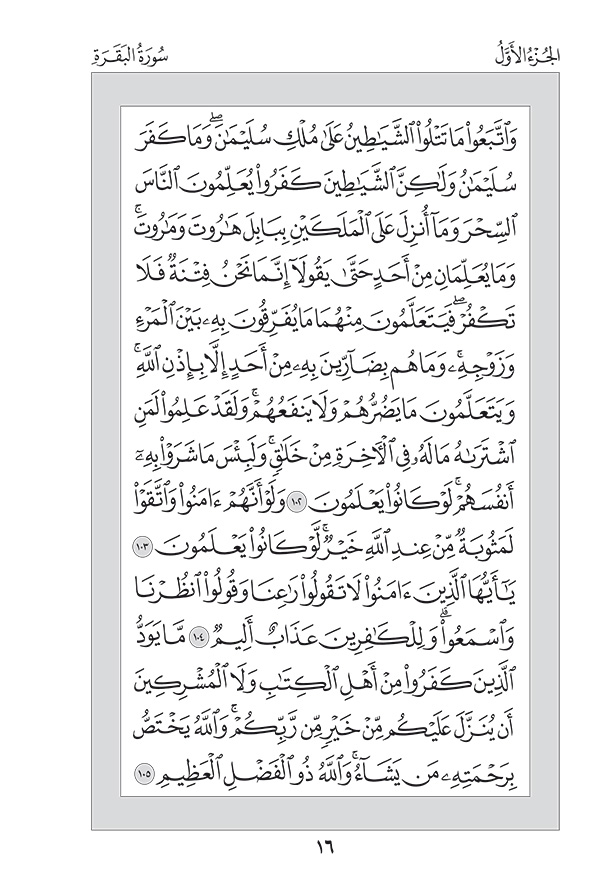 الجُزْءُ الأَوَّلُ
سُورَةُ البَقَرَةِ
وَٱتَّبَعُوا۟ مَا تَتْلُوا۟ ٱلشَّيَـٰطِينُ عَلَىٰ مُلْكِ سُلَيْمَـٰنَ ۖ وَمَا كَفَرَ
سُلَيْمَـٰنُ وَلَـٰكِنَّ ٱلشَّيَـٰطِينَ كَفَرُوا۟ يُعَلِّمُونَ ٱلنَّاسَ
ٱلسِّحْرَ وَمَآ أُنزِلَ عَلَى ٱلْمَلَكَيْنِ بِبَابِلَ هَـٰرُوتَ وَمَـٰرُوتَ ۚ
وَمَا يُعَلِّمَانِ مِنْ أَحَدٍ حَتَّىٰ يَقُولَآ إِنَّمَا نَحْنُ فِتْنَةٌ فَلَا
تَكْفُرْ ۖ فَيَتَعَلَّمُونَ مِنْهُمَا مَا يُفَرِّقُونَ بِهِۦ بَيْنَ ٱلْمَرْءِ
وَزَوْجِهِۦ ۚ وَمَا هُم بِضَآرِّينَ بِهِۦ مِنْ أَحَدٍ إِلَّا بِإِذْنِ ٱللَّهِ ۚ
وَيَتَعَلَّمُونَ مَا يَضُرُّهُمْ وَلَا يَنفَعُهُمْ ۚ وَلَقَدْ عَلِمُوا۟ لَمَنِ
ٱشْتَرَىٰهُ مَا لَهُۥ فِى ٱلْـَٔاخِرَةِ مِنْ خَلَـٰقٍ ۚ وَلَبِئْسَ مَا شَرَوْا۟ بِهِۦٓ
أَنفُسَهُمْ ۚ لَوْ كَانُوا۟ يَعْلَمُونَ ١٠٢ وَلَوْ أَنَّهُمْ ءَامَنُوا۟ وَٱتَّقَوْا۟
لَمَثُوبَةٌ مِّنْ عِندِ ٱللَّهِ خَيْرٌ ۖ لَّوْ كَانُوا۟ يَعْلَمُونَ ١٠٣
يَـٰٓأَيُّهَا ٱلَّذِينَ ءَامَنُوا۟ لَا تَقُولُوا۟ رَٰعِنَا وَقُولُوا۟ ٱنظُرْنَا
وَٱسْمَعُوا۟ ۗ وَلِلْكَـٰفِرِينَ عَذَابٌ أَلِيمٌ ١٠٤ مَّا يَوَدُّ
ٱلَّذِينَ كَفَرُوا۟ مِنْ أَهْلِ ٱلْكِتَـٰبِ وَلَا ٱلْمُشْرِكِينَ
أَن يُنَزَّلَ عَلَيْكُم مِّنْ خَيْرٍ مِّن رَّبِّكُمْ ۗ وَٱللَّهُ يَخْتَصُّ
بِرَحْمَتِهِۦ مَن يَشَآءُ ۚ وَٱللَّهُ ذُو ٱلْفَضْلِ ٱلْعَظِيمِ ١٠٥
١٦